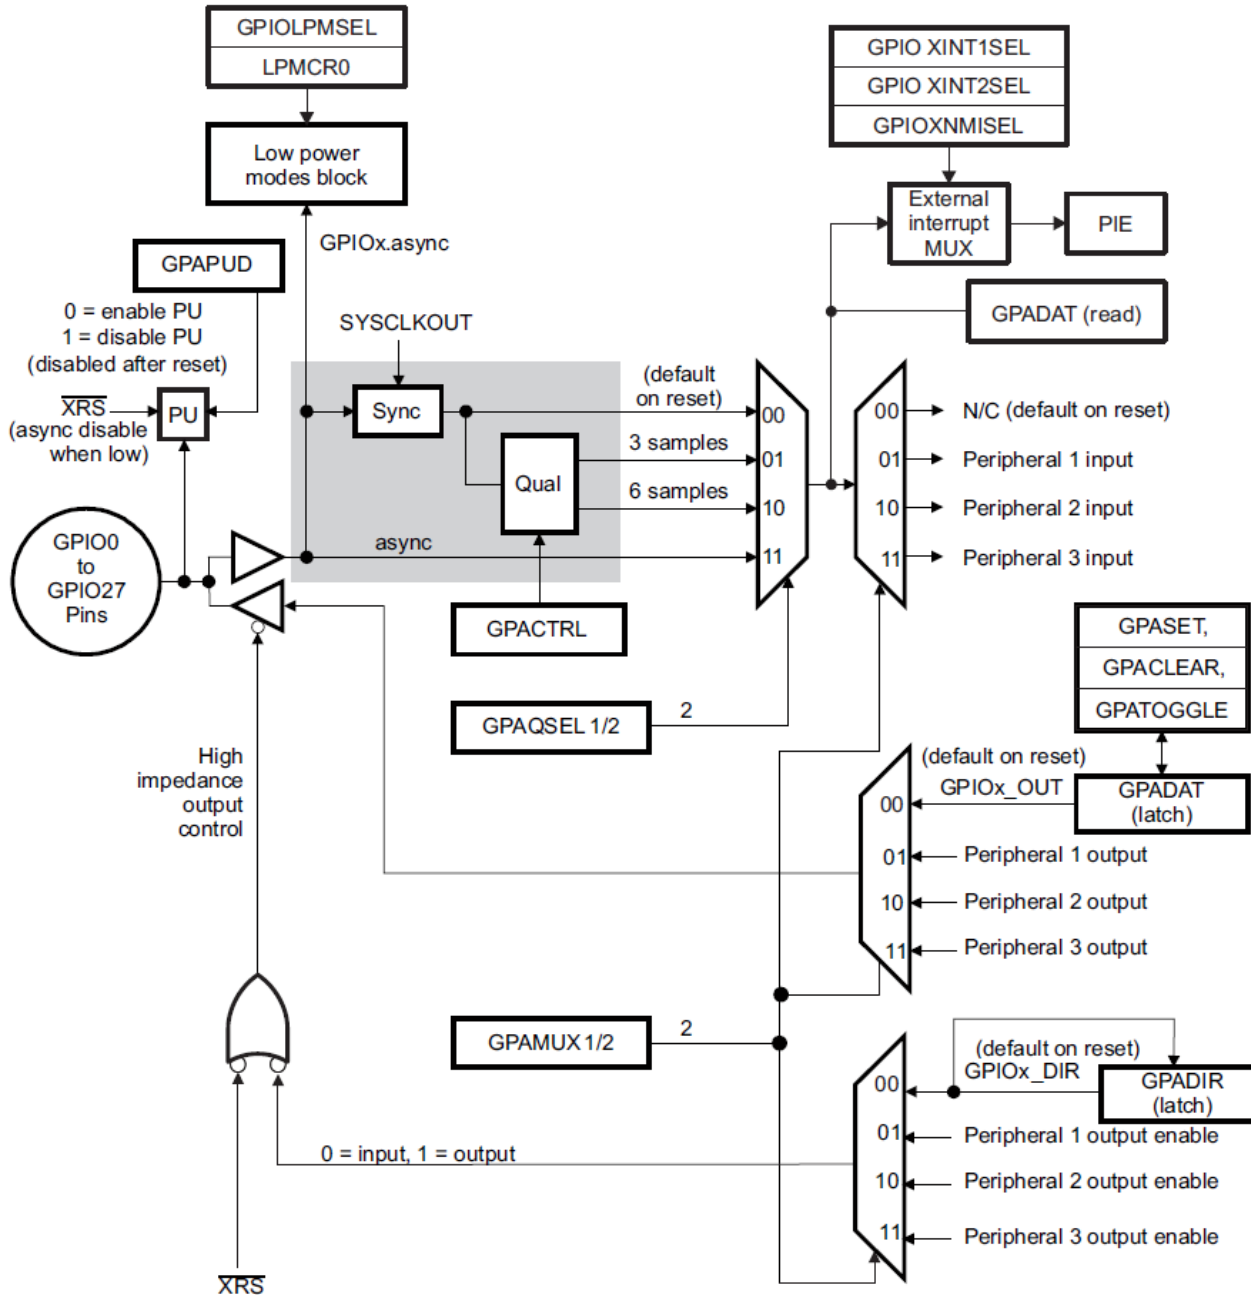 GPIOLPMSEL
LPMCR0
Low power
modes block
GPIOx.async
GPAPUD
0 = enable PU
1 = disable PU
(disabled after reset)
XRS
(async disable
when low)
PU
SYSCLKOUT
Sync
Qual
(default
on reset)
3 samples
6 samples
async
GPIO0
to
GPIO27
Pins
GPACTRL
GPAQSEL 1/2
2
00
01
10
11
GPIO XINT1SEL
GPIO XINT2SEL
GPIOXNMISEL
External
interrupt
MUX
PIE
GPADAT (read)
00
01
10
11
N/C (default on reset)
Peripheral 1 input
Peripheral 2 input
Peripheral 3 input
GPASET,
GPACLEAR,
GPATOGGLE
High
impedance
output
control
(default on reset)
GPIOx_OUT
GPADAT
(latch)
00
01
10
11
Peripheral 1 output
Peripheral 2 output
Peripheral 3 output
GPAMUX 1/2
2
(default on reset)
GPIOx_DIR
GPADIR
(latch)
00
01
10
11
Peripheral 1 output enable
Peripheral 2 output enable
Peripheral 3 output enable
0 = input, 1 = output
XRS